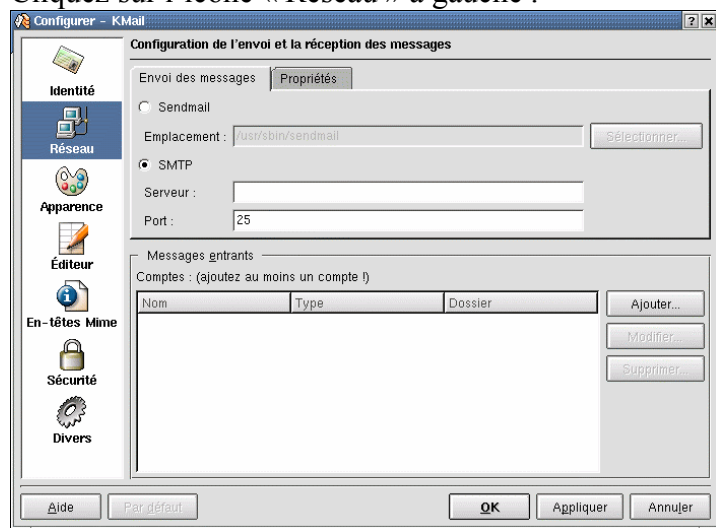 Cliquez sur l'icône « Réseau » à gauche :
Configurer - KMail
Configuration de l'envoi et la réception des messages
Identité
Réseau
Apparence
Éditeur
En-têtes Mime
Sécurité
Divers
Envoi des messages
Propriétés
Sendmail
Emplacement : /usr/sbin/sendmail Sélectionner...
SMTP
Serveur :
Port : 25
Messages entrants
Comptes : (ajoutez au moins un compte !)
Nom Type Dossier
Ajouter...
Modifier...
Supprimer...
Aide Par défaut OK Appliquer Annuler